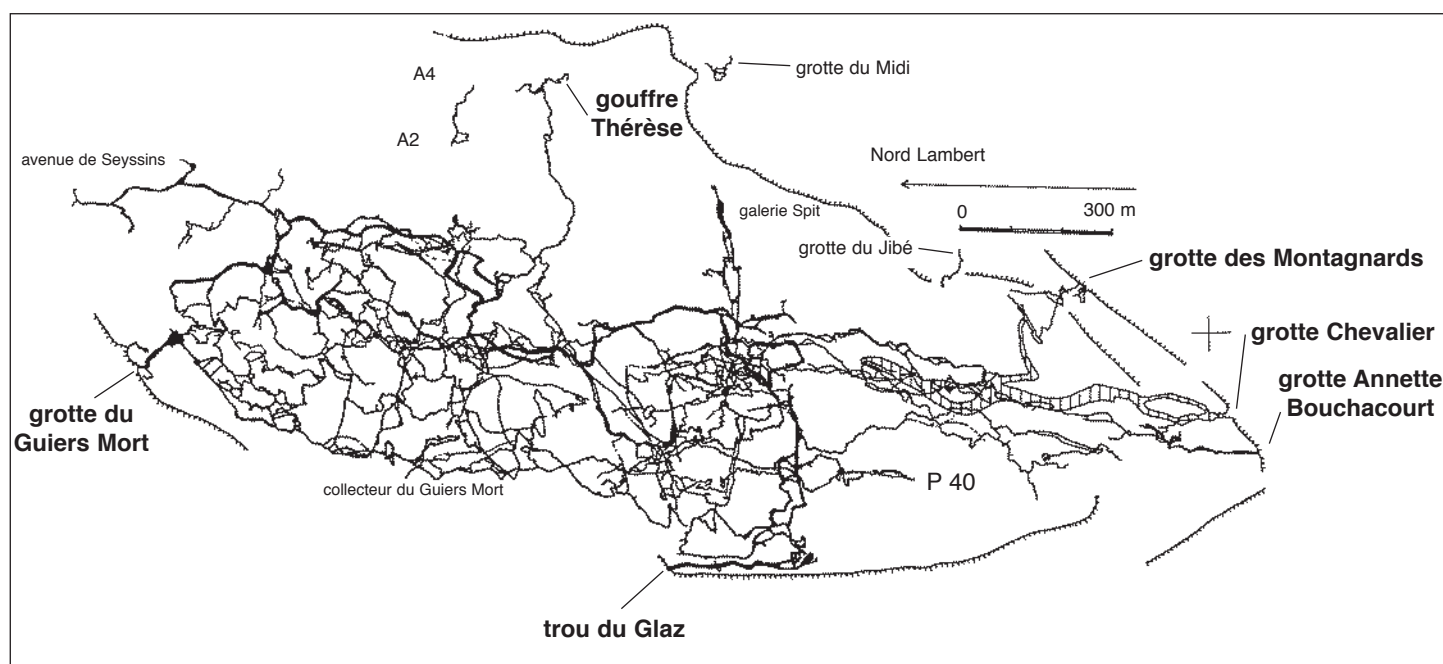 A4
grotte du Midi
gouffre
Thérèse
A2
avenue de Seyssins
Nord Lambert
galerie Spit
0 300 m
grotte du Jibé
grotte des Montagnards
grotte Chevalier
grotte Annette
Bouchacourt
grotte du
Guiers Mort
collecteur du Guiers Mort
P 40
trou du Glaz